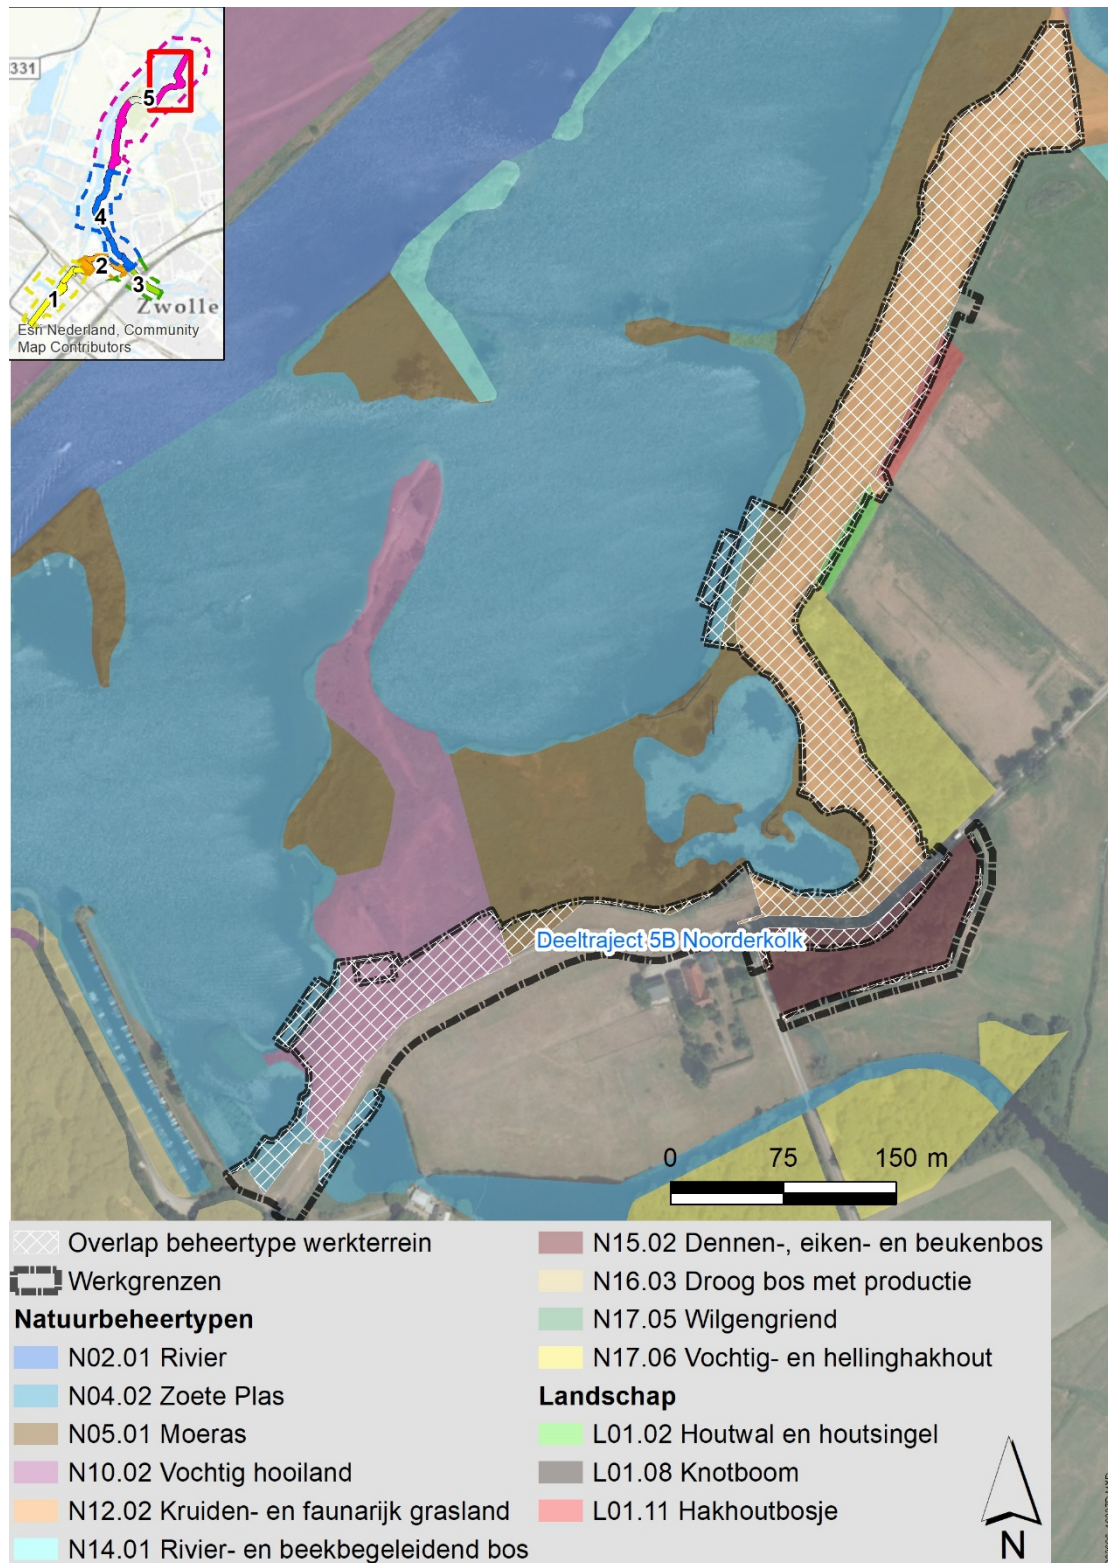 331
5
4
2
3
1
Zwolle
Esri Nederland, Community
Map Contributors
Deeltraject 5B Noorderkolk
0 75 150 m
Overlap beheertype werkterrein
Werkgrenzen
Natuurbeheertypen
N02.01 Rivier
N04.02 Zoete Plas
N05.01 Moeras
N10.02 Vochtig hooiland
N12.02 Kruiden- en faunarijk grasland
N14.01 Rivier- en beekbegeleidend bos
N15.02 Dennen-, eiken- en beukenbos
N16.03 Droog bos met productie
N17.05 Wilgengriend
N17.06 Vochtig- en hellinghakhout
Landschap
L01.02 Houtwal en houtsingel
L01.08 Knotboom
L01.11 Hakhoutbosje
N